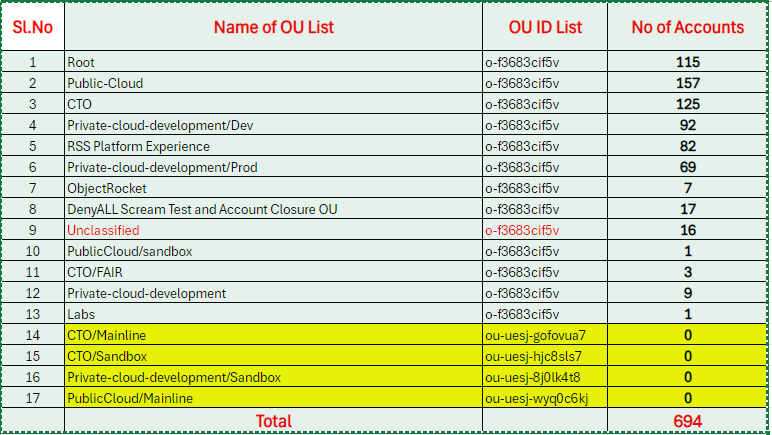 Sl.No Name of OU List OU ID List No of Accounts
1 Root o-f3683cif5v 115
2 Public-Cloud o-f3683cif5v 157
3 CTO o-f3683cif5v 125
4 Private-cloud-development/Dev o-f3683cif5v 92
5 RSS Platform Experience o-f3683cif5v 82
6 Private-cloud-development/Prod o-f3683cif5v 69
7 ObjectRocket o-f3683cif5v 7
8 DenyALL Scream Test and Account Closure OU o-f3683cif5v 17
9 Unclassified o-f3683cif5v 16
10 PublicCloud/sandbox o-f3683cif5v 1
11 CTO/FAIR o-f3683cif5v 3
12 Private-cloud-development o-f3683cif5v 9
13 Labs o-f3683cif5v 1
14 CTO/Mainline ou-uesj-gofovua7 0
15 CTO/Sandbox ou-uesj-hjc8sls7 0
16 Private-cloud-development/Sandbox ou-uesj-8j0lk4t8 0
17 PublicCloud/Mainline ou-uesj-wyq0c6kj 0
Total 694